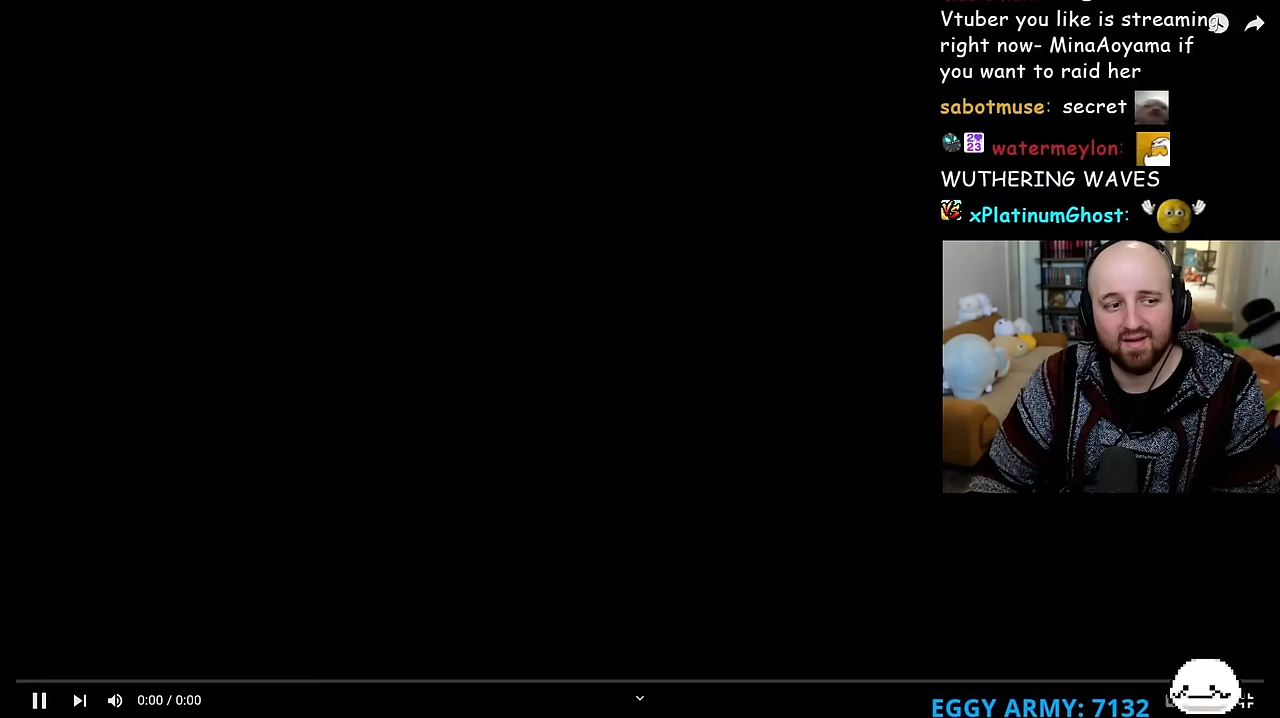 Vtuber you like is streaming
right now- MinaAoyama if
you want to raid her
sabotmuse: secret
watermeylon:
WUTHERING WAVES
xPlatinumGhost:
0:00 / 0:00
EGGY ARMY: 7132